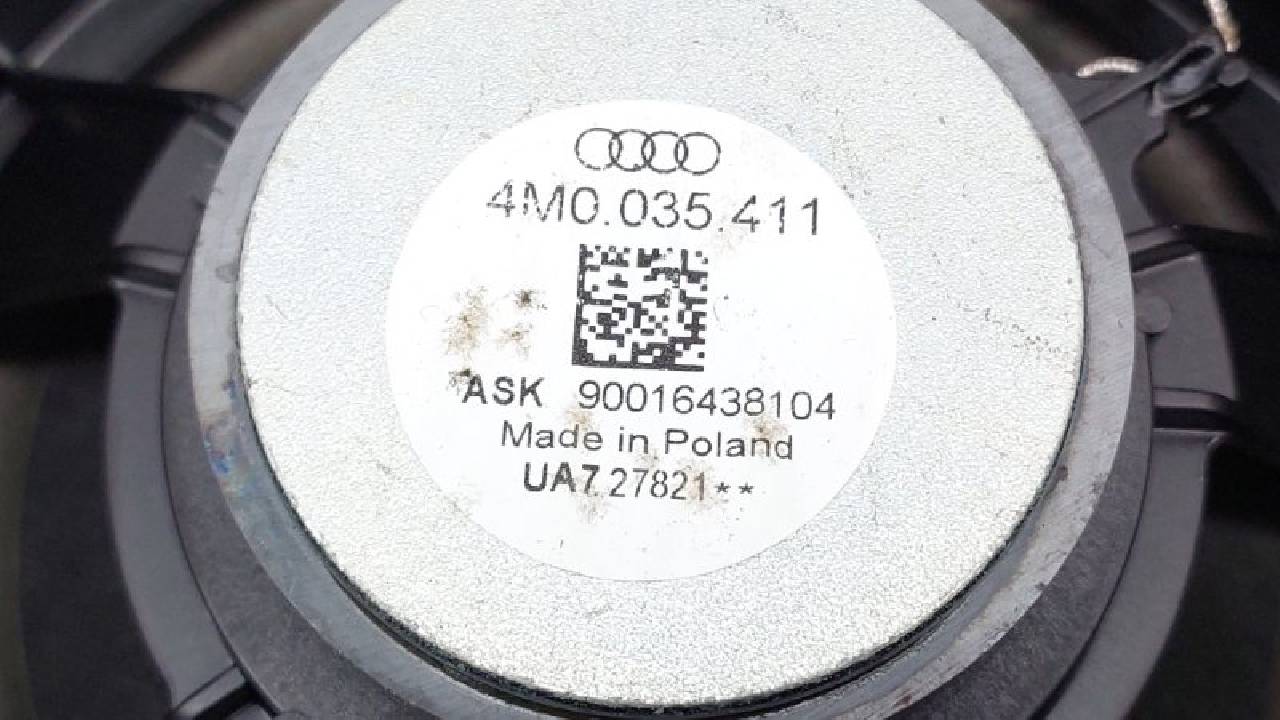 4M0.035.411
ASK 90016438104
Made in Poland
UA7.27821**